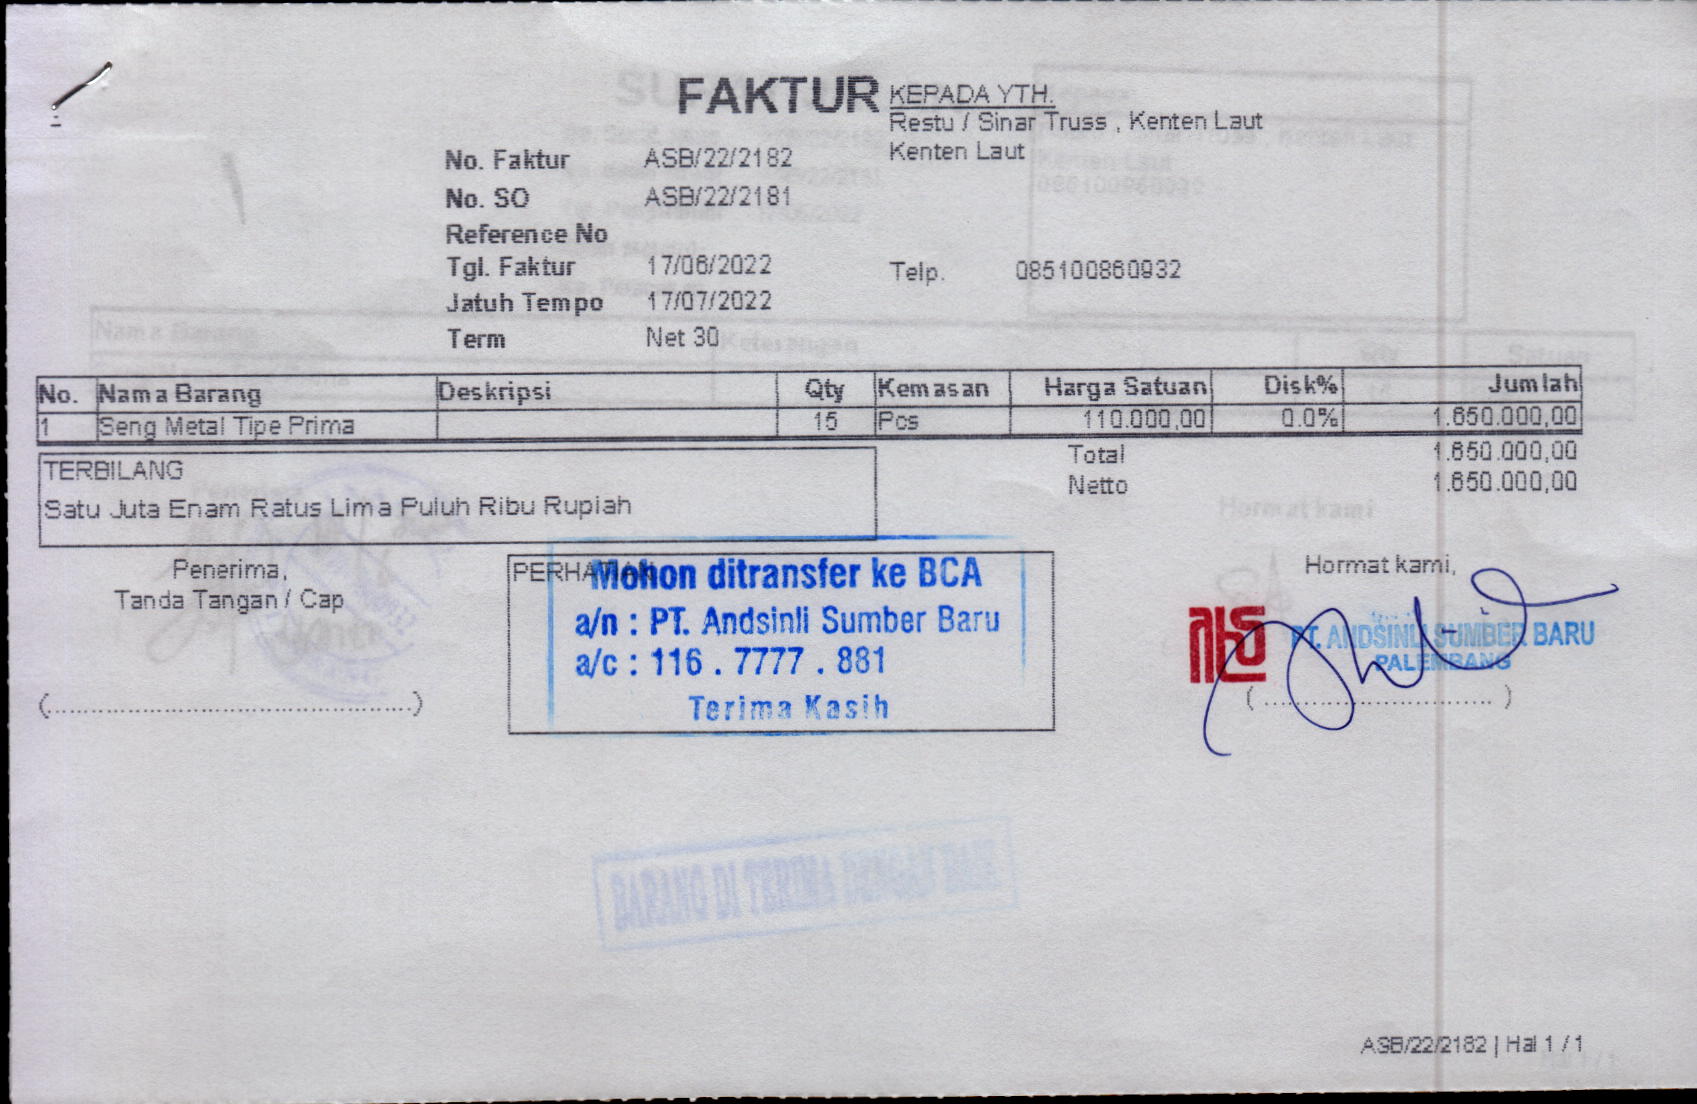 FAKTUR
KEPADA YTH.
Restu / Sinar Truss , Kenten Laut
Kenten Laut
No. Faktur ASB/22/2182
No. SO ASB/22/2181
Reference No
Tgl. Faktur 17/06/2022
Telp. 085100860932
Jatuh Tempo 17/07/2022
Term Net 30
No. Nama Barang Deskripsi Qty Kemasan Harga Satuan Disk% Jumlah
1 Seng Metal Tipe Prima 15 Pcs 110.000,00 0.0% 1.650.000,00
Total 1.650.000,00
Netto 1.650.000,00
TERBILANG
Satu Juta Enam Ratus Lima Puluh Ribu Rupiah
Penerima,
Tanda Tangan / Cap
(..............................................)
PERHATIAN
Mohon ditransfer ke BCA
a/n : PT. Andsinli Sumber Baru
a/c : 116 . 7777 . 881
Terima Kasih
Hormat kami,
PT. ANDSINLI SUMBER BARU
PALEMBANG
( ............................. )
BARANG DI TERIMA DENGAN BAIK
ASB/22/2182 | Hal 1 / 1